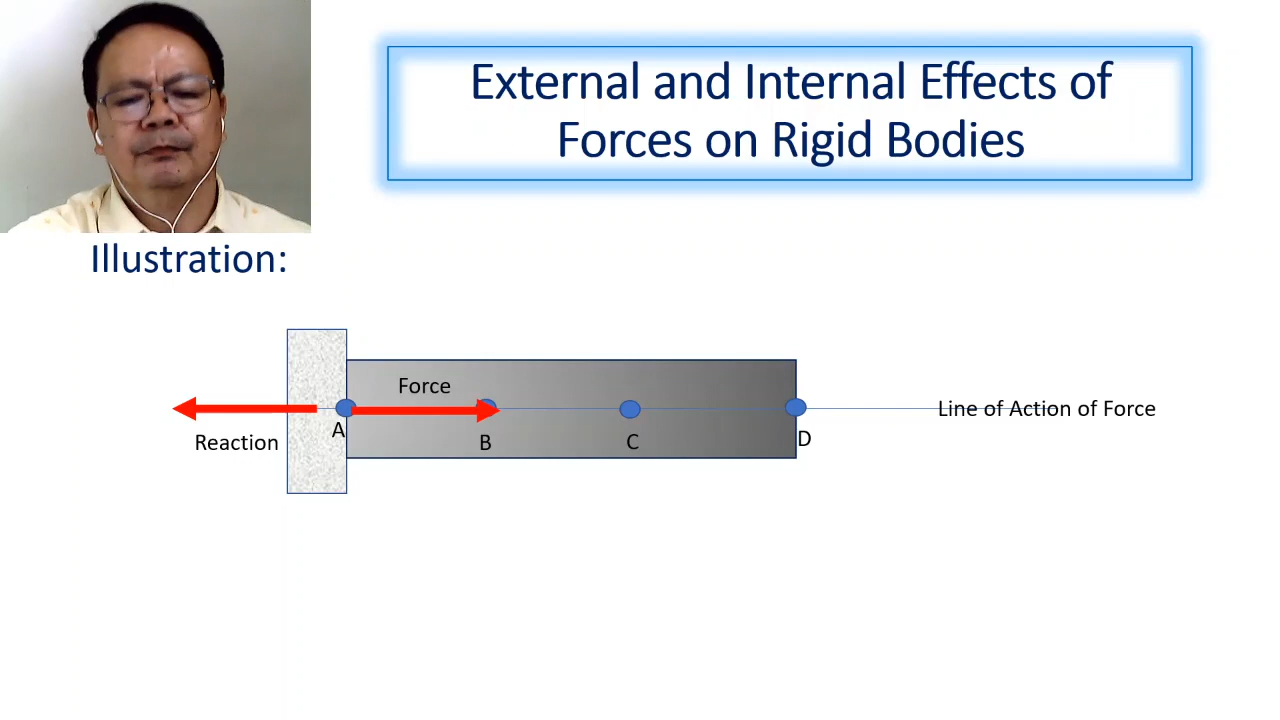 External and Internal Effects of
Forces on Rigid Bodies
Illustration:
Force
Line of Action of Force
A
Reaction
B
C
D